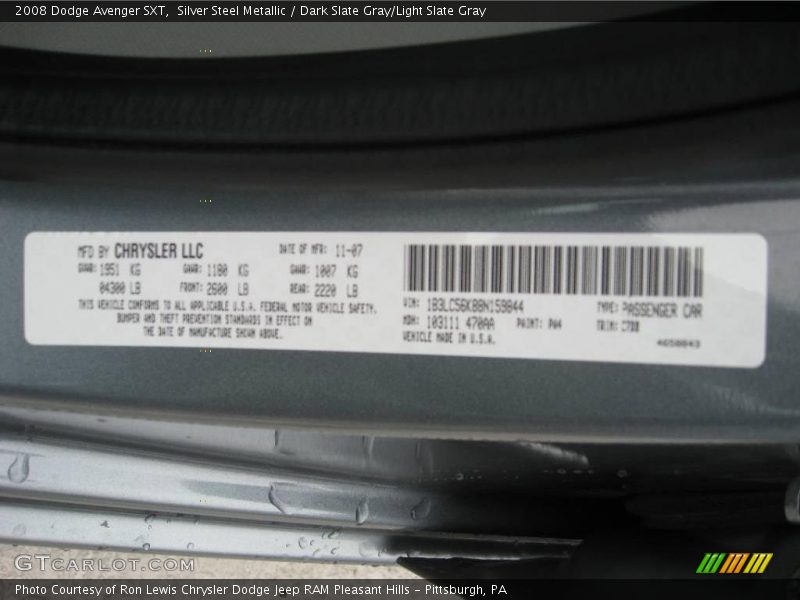 2008 Dodge Avenger SXT,  Silver Steel Metallic / Dark Slate Gray/Light Slate Gray
MFD BY CHRYSLER LLC DATE OF MFR: 11-07
GVWR: 1951 KG GAWR: 1180 KG GAWR: 1007 KG
04300 LB FRONT: 2600 LB REAR: 2220 LB
THIS VEHICLE CONFORMS TO ALL APPLICABLE U.S.A. FEDERAL MOTOR VEHICLE SAFETY,
BUMPER AND THEFT PREVENTION STANDARDS IN EFFECT ON
THE DATE OF MANUFACTURE SHOWN ABOVE.
VIN: 1B3LC56K88N159844 TYPE: PASSENGER CAR
MDH: 103111 470AA PAINT: PA4 TRIM: C7D8
VEHICLE MADE IN U.S.A. 4658843
GTCARLOT.COM
Photo Courtesy of Ron Lewis Chrysler Dodge Jeep RAM Pleasant Hills - Pittsburgh, PA